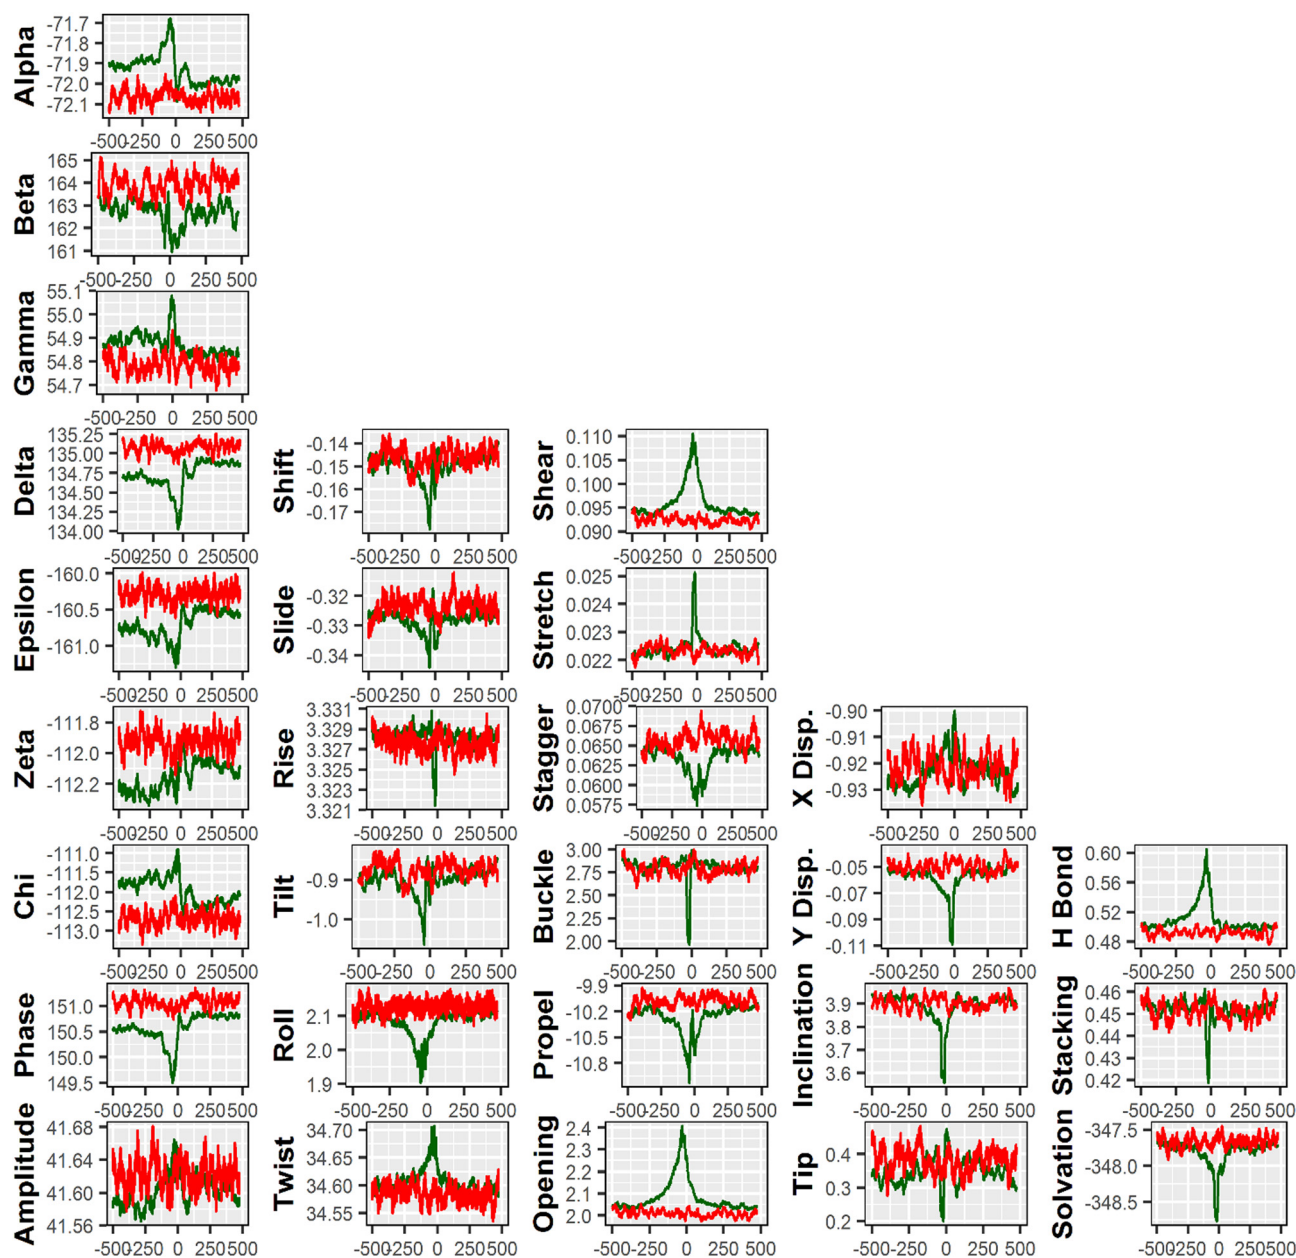 Alpha
-71.7
-71.8
-71.9
-72.0
-72.1
-500-250 0 250 500
Beta
165
164
163
162
161
-500-250 0 250 500
Gamma
55.1
55.0
54.9
54.8
54.7
-500-250 0 250 500
Delta
135.25
135.00
134.75
134.50
134.25
134.00
-500-250 0 250500
Shift
-0.14
-0.15
-0.16
-0.17
-500-250 0 250 500
Shear
0.110
0.105
0.100
0.095
0.090
-500-250 0 250 500
Epsilon
-160.0
-160.5
-161.0
-500-250 0 250 500
Slide
-0.32
-0.33
-0.34
-500-250 0 250 500
Stretch
0.025
0.024
0.023
0.022
-500-250 0 250 500
Zeta
-111.8
-112.0
-112.2
-500-250 0 250 500
Rise
3.331
3.329
3.327
3.325
3.323
3.321
-500-250 0 250 500
Stagger
0.0700
0.0675
0.0650
0.0625
0.0600
0.0575
-500-250 0 250500
X Disp.
-0.90
-0.91
-0.92
-0.93
-500-250 0 250 500
Chi
-111.0
-111.5
-112.0
-112.5
-113.0
-500-250 0 250 500
Tilt
-0.9
-1.0
-500-250 0 250 500
Buckle
3.00
2.75
2.50
2.25
2.00
-500-250 0 250 500
Y Disp.
-0.05
-0.07
-0.09
-0.11
-500-250 0 250 500
H Bond
0.60
0.56
0.52
0.48
-500-250 0 250 500
Phase
151.0
150.5
150.0
149.5
-500-250 0 250 500
Roll
2.1
2.0
1.9
-500-250 0 250 500
Propel
-9.9
-10.2
-10.5
-10.8
-500-250 0 250 500
Inclination
3.9
3.8
3.7
3.6
-500-250 0 250 500
Stacking
0.46
0.45
0.44
0.43
0.42
-500-250 0 250 500
Amplitude
41.68
41.64
41.60
41.56
-500-250 0 250 500
Twist
34.70
34.65
34.60
34.55
-500-250 0 250 500
Opening
2.4
2.3
2.2
2.1
2.0
-500 -250 0 250 500
Tip
0.4
0.3
0.2
-500 -250 0 250 500
Solvation
-347.5
-348.0
-348.5
-500-250 0 250 500